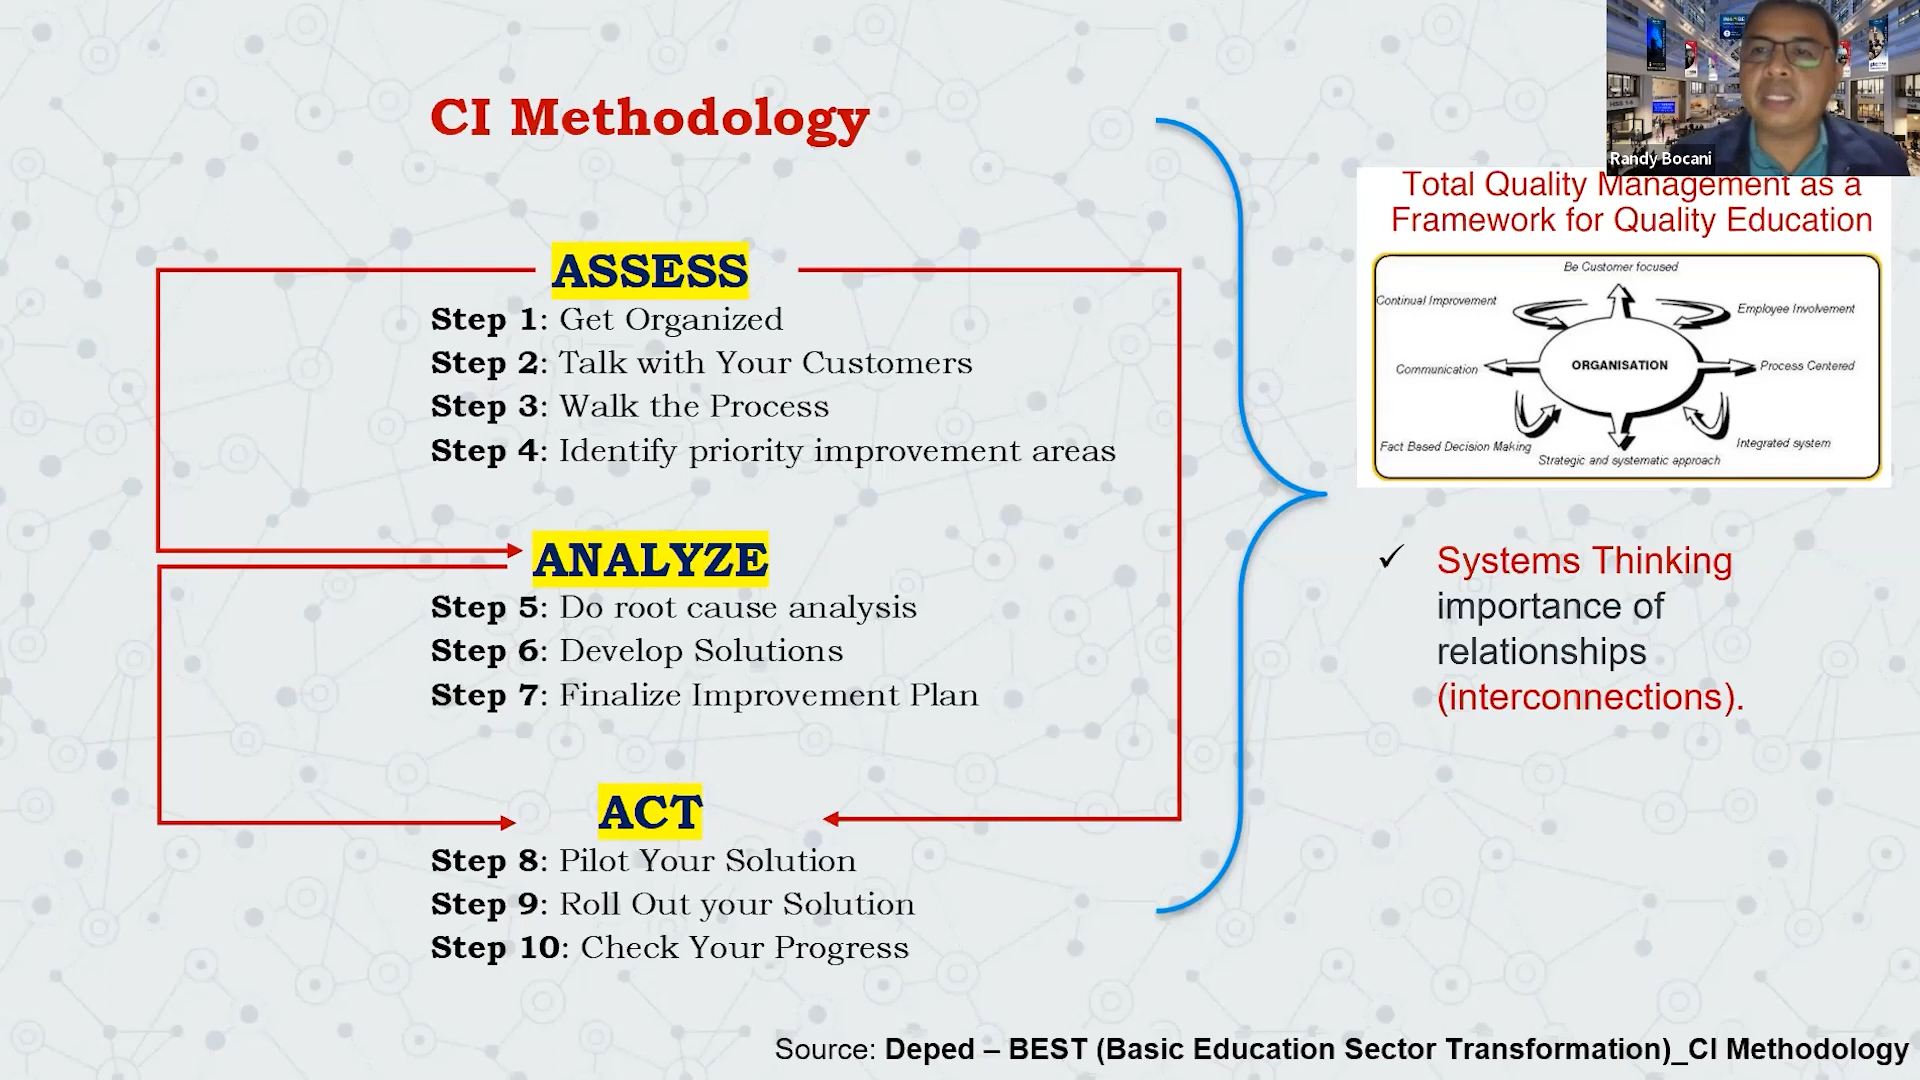 CI Methodology
ASSESS
Step 1: Get Organized
Step 2: Talk with Your Customers
Step 3: Walk the Process
Step 4: Identify priority improvement areas
ANALYZE
Step 5: Do root cause analysis
Step 6: Develop Solutions
Step 7: Finalize Improvement Plan
ACT
Step 8: Pilot Your Solution
Step 9: Roll Out your Solution
Step 10: Check Your Progress
Randy Bocani
Total Quality Management as a
Framework for Quality Education
Be Customer focused
Continual Improvement
Employee Involvement
Communication
ORGANISATION
Process Centered
Fact Based Decision Making
Integrated system
Strategic and systematic approach
✓ Systems Thinking
importance of
relationships
(interconnections).
Source: Deped – BEST (Basic Education Sector Transformation)_CI Methodology